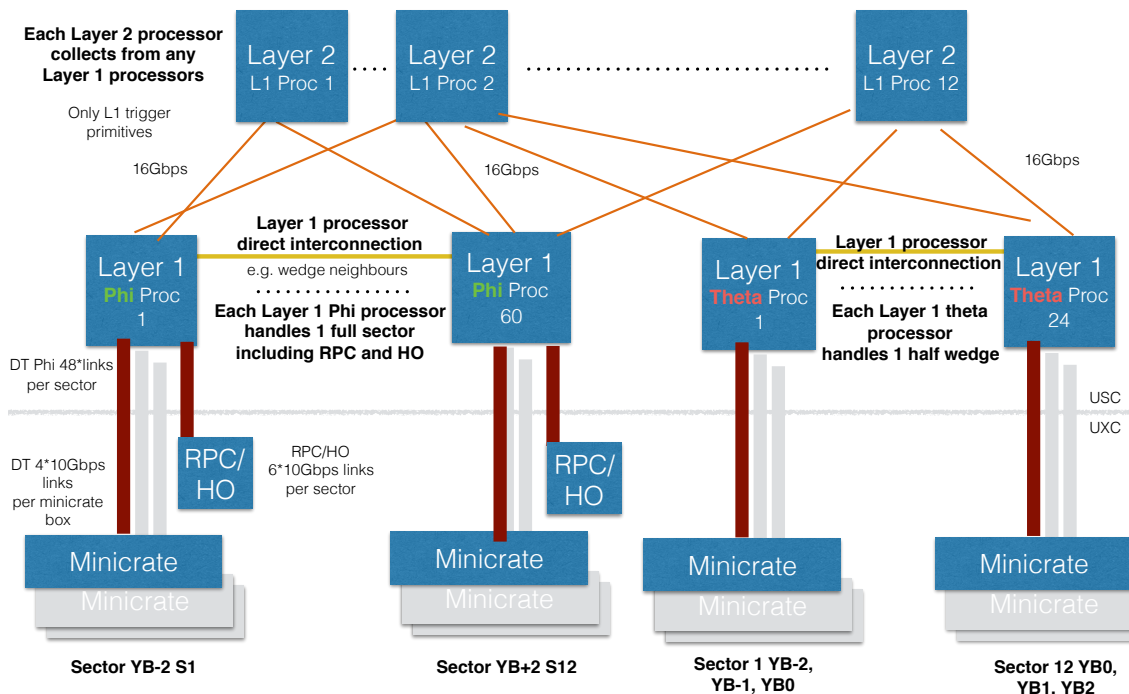 Each Layer 2 processor
collects from any
Layer 1 processors
Layer 2
L1 Proc 1
Layer 2
L1 Proc 2
Layer 2
L1 Proc 12
Only L1 trigger
primitives
16Gbps
16Gbps
16Gbps
Layer 1 processor
direct interconnection
e.g. wedge neighbours
Each Layer 1 Phi processor
handles 1 full sector
including RPC and HO
Layer 1
Phi Proc
1
Layer 1
Phi Proc
60
Layer 1
Theta Proc
1
Layer 1 processor
direct interconnection
Each Layer 1 theta
processor
handles 1 half wedge
Layer 1
Theta Proc
24
DT Phi 48*links
per sector
USC
UXC
DT 4*10Gbps
links
per minicrate
box
RPC/
HO
RPC/HO
6*10Gbps links
per sector
RPC/
HO
Minicrate
Minicrate
Minicrate
Minicrate
Minicrate
Minicrate
Minicrate
Minicrate
Sector YB-2 S1
Sector YB+2 S12
Sector 1 YB-2,
YB-1, YB0
Sector 12 YB0,
YB1, YB2